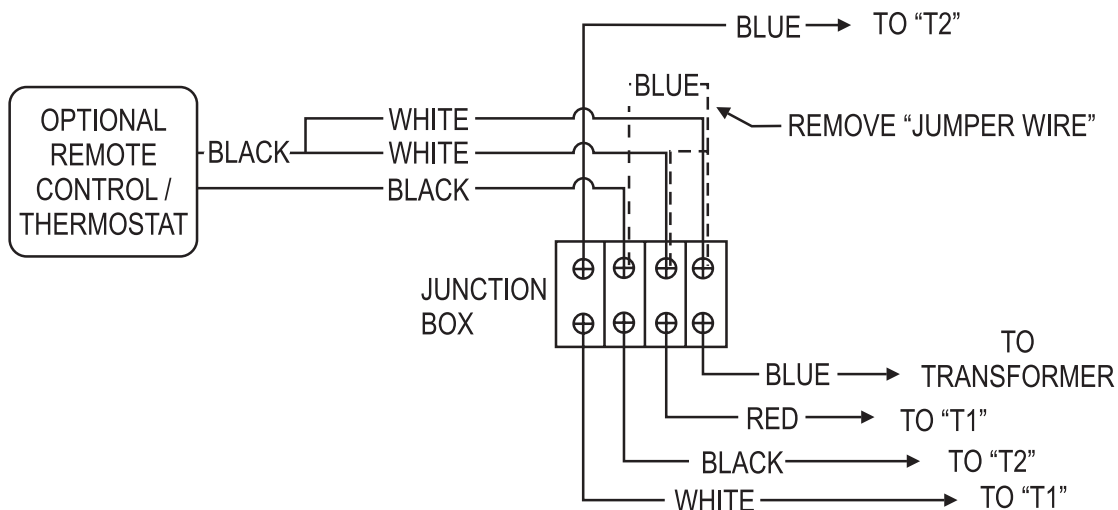 BLUE
TO “T2”
BLUE
REMOVE “JUMPER WIRE”
OPTIONAL
REMOTE
CONTROL /
THERMOSTAT
BLACK
WHITE
WHITE
BLACK
JUNCTION
BOX
BLUE
TO
TRANSFORMER
RED
TO “T1”
BLACK
TO “T2”
WHITE
TO “T1”